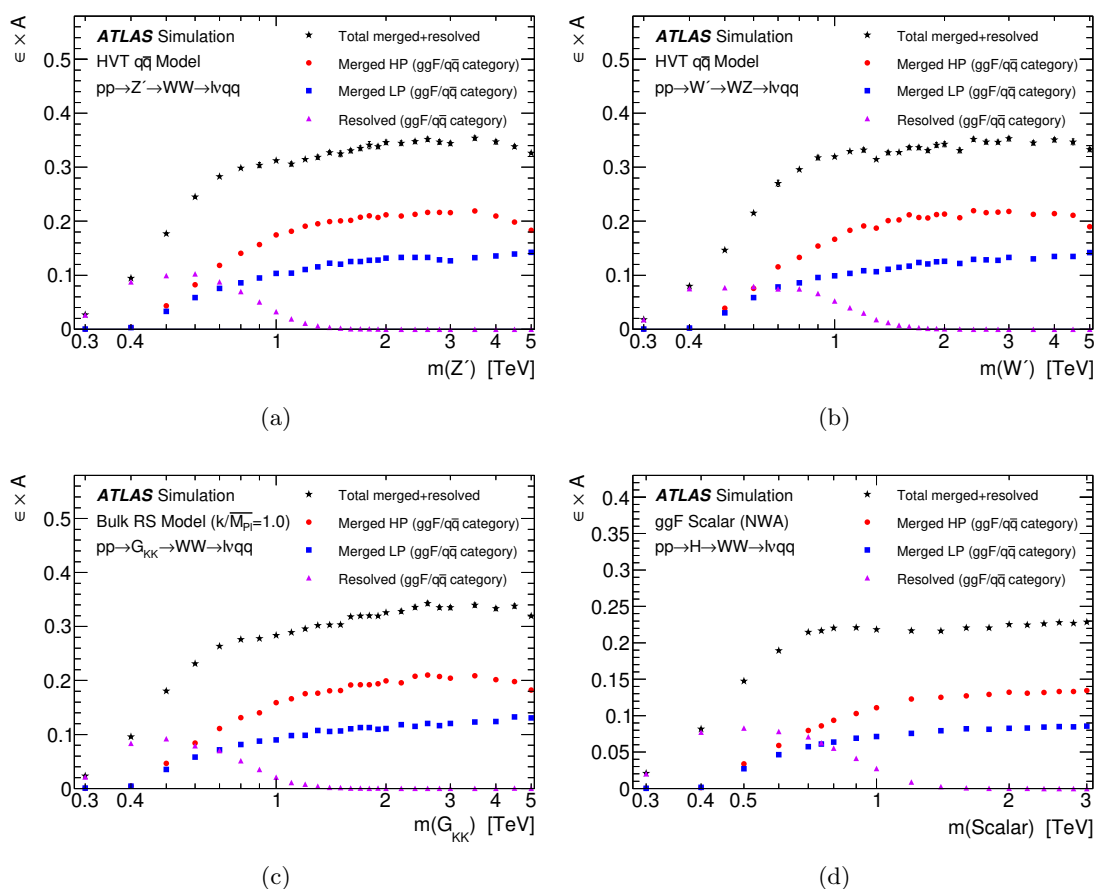 ε × A
0.5
0.4
0.3
0.2
0.1
0
ATLAS Simulation
HVT qq̅ Model
pp→Z′→WW→lνqq
Total merged+resolved
Merged HP (ggF/qq̅ category)
Merged LP (ggF/qq̅ category)
Resolved (ggF/qq̅ category)
0.3 0.4 1 2 3 4 5
m(Z′) [TeV]
(a)
ε × A
0.5
0.4
0.3
0.2
0.1
0
ATLAS Simulation
HVT qq̅ Model
pp→W′→WZ→lνqq
Total merged+resolved
Merged HP (ggF/qq̅ category)
Merged LP (ggF/qq̅ category)
Resolved (ggF/qq̅ category)
0.3 0.4 1 2 3 4 5
m(W′) [TeV]
(b)
ε × A
0.5
0.4
0.3
0.2
0.1
0
ATLAS Simulation
Bulk RS Model (k/M̅_Pl=1.0)
pp→G_KK→WW→lνqq
Total merged+resolved
Merged HP (ggF/qq̅ category)
Merged LP (ggF/qq̅ category)
Resolved (ggF/qq̅ category)
0.3 0.4 1 2 3 4 5
m(G_KK) [TeV]
(c)
ε × A
0.4
0.35
0.3
0.25
0.2
0.15
0.1
0.05
0
ATLAS Simulation
ggF Scalar (NWA)
pp→H→WW→lνqq
Total merged+resolved
Merged HP (ggF/qq̅ category)
Merged LP (ggF/qq̅ category)
Resolved (ggF/qq̅ category)
0.3 0.4 0.5 1 2 3
m(Scalar) [TeV]
(d)